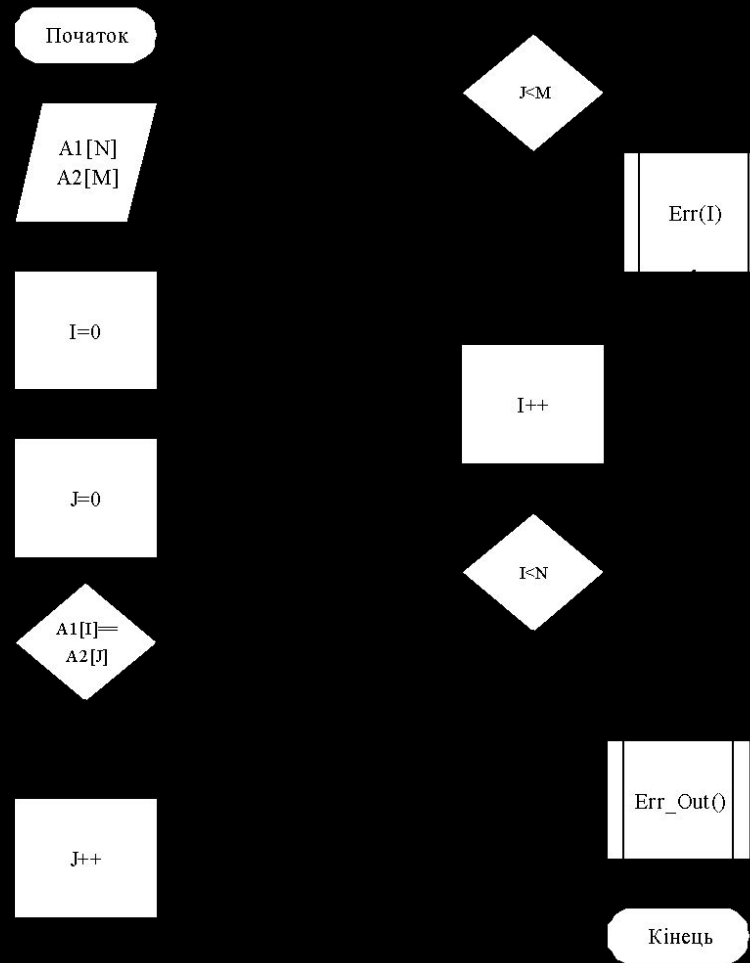 Початок
A1[N]
A2[M]
I=0
J=0
A1[I]==
A2[J]
J++
J<M
Err(I)
I++
I<N
Err_Out()
Кінець